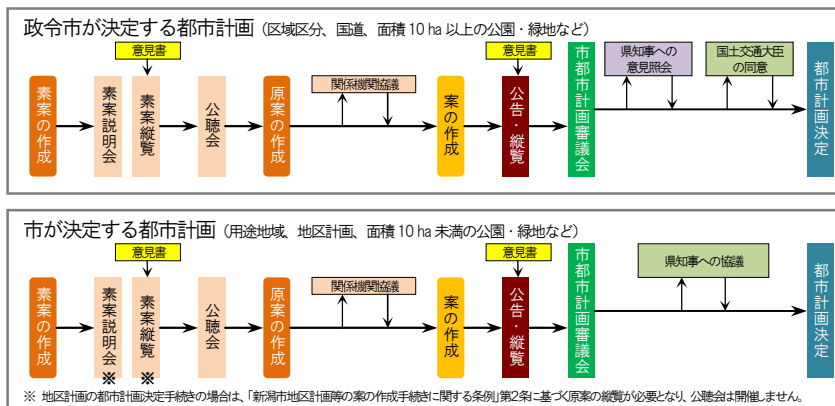 政令市が決定する都市計画（区域区分、国道、面積 10 ha 以上の公園・緑地など）
意見書
意見書
県知事への
意見照会
国土交通大臣
の同意
関係機関協議
素案の作成
素案説明会
素案縦覧
公聴会
原案の作成
案の作成
公告・縦覧
市都市計画審議会
都市計画決定
市が決定する都市計画（用途地域、地区計画、面積 10 ha 未満の公園・緑地など）
意見書
意見書
県知事への協議
関係機関協議
素案の作成
素案説明会
※
素案縦覧
※
公聴会
原案の作成
案の作成
公告・縦覧
市都市計画審議会
都市計画決定
※ 地区計画の都市計画決定手続きの場合は、「新潟市地区計画等の案の作成手続きに関する条例」第2条に基づく原案の縦覧が必要となり、公聴会は開催しません。